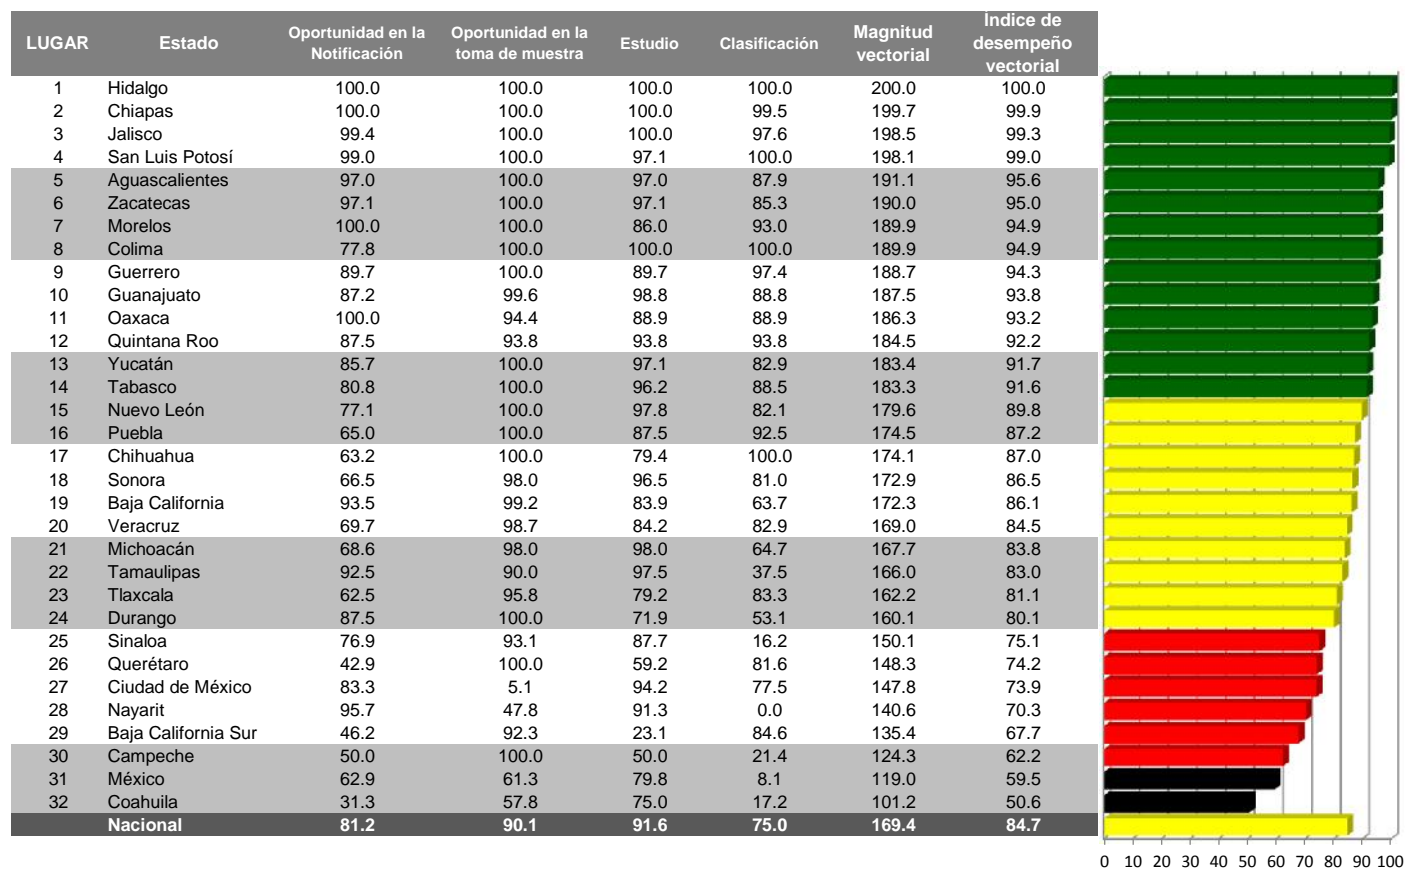 LUGAR Estado Oportunidad en la Notificación Oportunidad en la toma de muestra Estudio Clasificación Magnitud vectorial Índice de desempeño vectorial
1 Hidalgo 100.0 100.0 100.0 100.0 200.0 100.0
2 Chiapas 100.0 100.0 100.0 99.5 199.7 99.9
3 Jalisco 99.4 100.0 100.0 97.6 198.5 99.3
4 San Luis Potosí 99.0 100.0 97.1 100.0 198.1 99.0
5 Aguascalientes 97.0 100.0 97.0 87.9 191.1 95.6
6 Zacatecas 97.1 100.0 97.1 85.3 190.0 95.0
7 Morelos 100.0 100.0 86.0 93.0 189.9 94.9
8 Colima 77.8 100.0 100.0 100.0 189.9 94.9
9 Guerrero 89.7 100.0 89.7 97.4 188.7 94.3
10 Guanajuato 87.2 99.6 98.8 88.8 187.5 93.8
11 Oaxaca 100.0 94.4 88.9 88.9 186.3 93.2
12 Quintana Roo 87.5 93.8 93.8 93.8 184.5 92.2
13 Yucatán 85.7 100.0 97.1 82.9 183.4 91.7
14 Tabasco 80.8 100.0 96.2 88.5 183.3 91.6
15 Nuevo León 77.1 100.0 97.8 82.1 179.6 89.8
16 Puebla 65.0 100.0 87.5 92.5 174.5 87.2
17 Chihuahua 63.2 100.0 79.4 100.0 174.1 87.0
18 Sonora 66.5 98.0 96.5 81.0 172.9 86.5
19 Baja California 93.5 99.2 83.9 63.7 172.3 86.1
20 Veracruz 69.7 98.7 84.2 82.9 169.0 84.5
21 Michoacán 68.6 98.0 98.0 64.7 167.7 83.8
22 Tamaulipas 92.5 90.0 97.5 37.5 166.0 83.0
23 Tlaxcala 62.5 95.8 79.2 83.3 162.2 81.1
24 Durango 87.5 100.0 71.9 53.1 160.1 80.1
25 Sinaloa 76.9 93.1 87.7 16.2 150.1 75.1
26 Querétaro 42.9 100.0 59.2 81.6 148.3 74.2
27 Ciudad de México 83.3 5.1 94.2 77.5 147.8 73.9
28 Nayarit 95.7 47.8 91.3 0.0 140.6 70.3
29 Baja California Sur 46.2 92.3 23.1 84.6 135.4 67.7
30 Campeche 50.0 100.0 50.0 21.4 124.3 62.2
31 México 62.9 61.3 79.8 8.1 119.0 59.5
32 Coahuila 31.3 57.8 75.0 17.2 101.2 50.6
Nacional 81.2 90.1 91.6 75.0 169.4 84.7
0 10 20 30 40 50 60 70 80 90 100